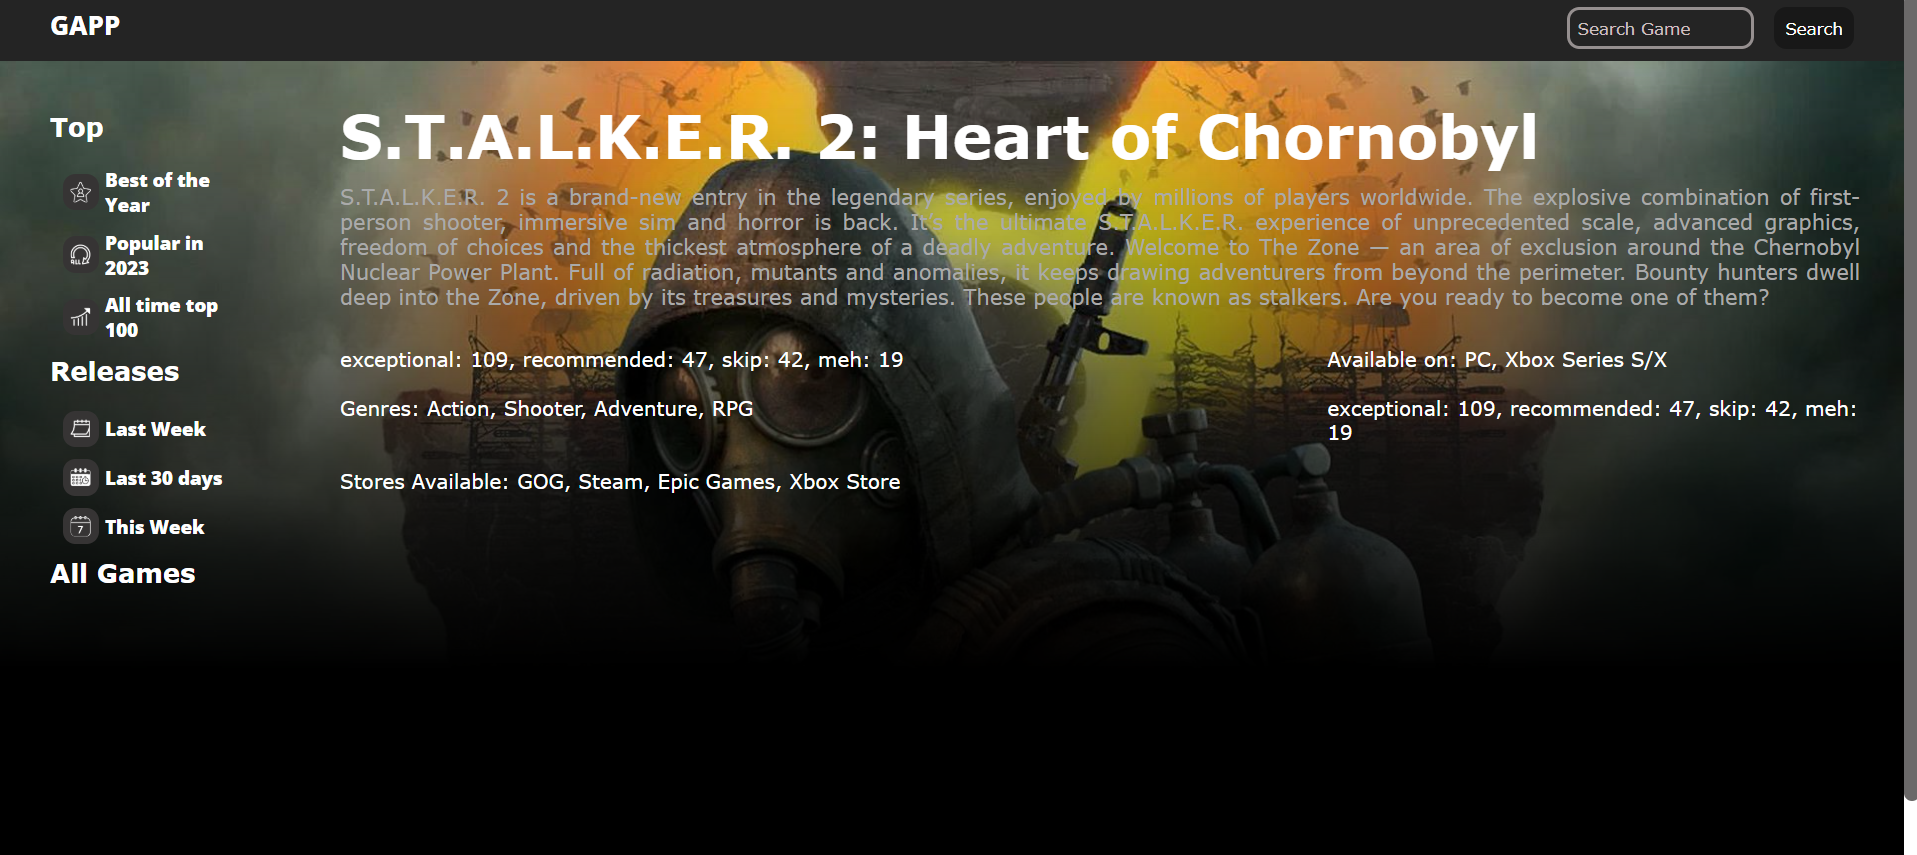 GAPP
Search Game
Search
Top
Best of the
Year
Popular in
2023
All time top
100
Releases
Last Week
Last 30 days
7
This Week
All Games
S.T.A.L.K.E.R. 2: Heart of Chornobyl
S.T.A.L.K.E.R. 2 is a brand-new entry in the legendary series, enjoyed by millions of players worldwide. The explosive combination of first-
person shooter, immersive sim and horror is back. It’s the ultimate S.T.A.L.K.E.R. experience of unprecedented scale, advanced graphics,
freedom of choices and the thickest atmosphere of a deadly adventure. Welcome to The Zone — an area of exclusion around the Chernobyl
Nuclear Power Plant. Full of radiation, mutants and anomalies, it keeps drawing adventurers from beyond the perimeter. Bounty hunters dwell
deep into the Zone, driven by its treasures and mysteries. These people are known as stalkers. Are you ready to become one of them?
exceptional: 109, recommended: 47, skip: 42, meh: 19
Available on: PC, Xbox Series S/X
Genres: Action, Shooter, Adventure, RPG
exceptional: 109, recommended: 47, skip: 42, meh:
19
Stores Available: GOG, Steam, Epic Games, Xbox Store